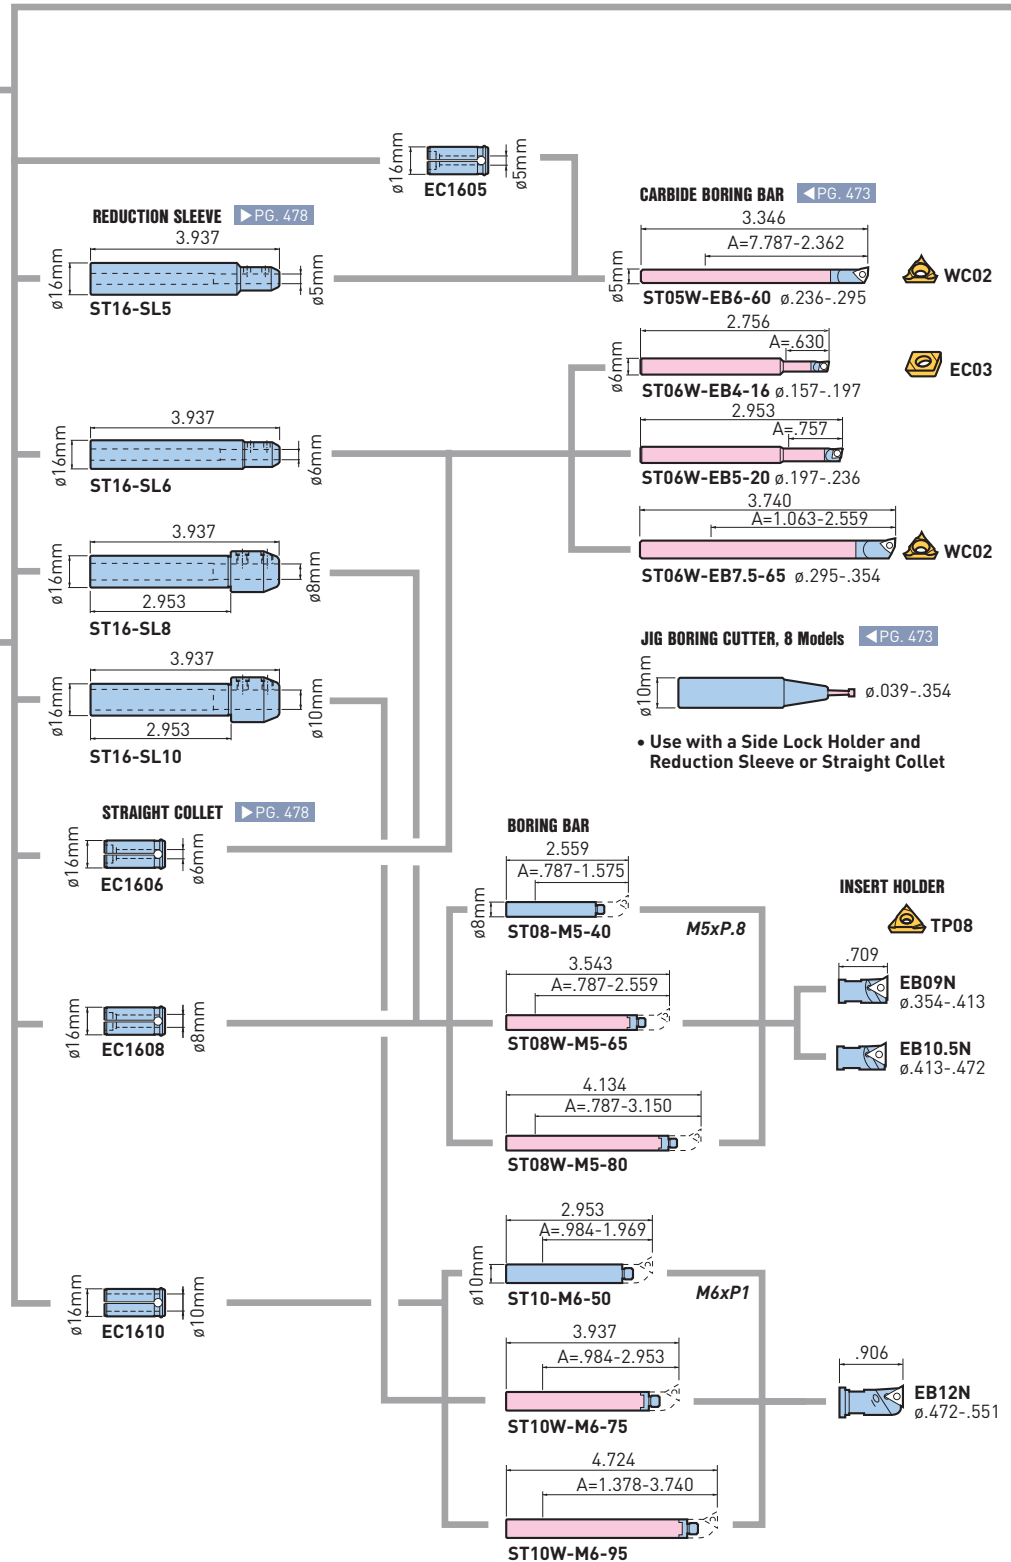 ø16mm
EC1605
ø5mm
REDUCTION SLEEVE ▶PG. 478
3.937
ø16mm
ø5mm
ST16-SL5
CARBIDE BORING BAR ◀PG. 473
3.346
A=7.787-2.362
ø5mm
ST05W-EB6-60 ø.236-.295
WC02
2.756
A=.630
ø6mm
ST06W-EB4-16 ø.157-.197
EC03
3.937
ø16mm
ø6mm
ST16-SL6
2.953
A=.757
ST06W-EB5-20 ø.197-.236
3.740
A=1.063-2.559
ST06W-EB7.5-65 ø.295-.354
WC02
3.937
ø16mm
ø8mm
2.953
ST16-SL8
JIG BORING CUTTER, 8 Models ◀PG. 473
ø10mm
ø.039-.354
• Use with a Side Lock Holder and
Reduction Sleeve or Straight Collet
3.937
ø16mm
ø10mm
2.953
ST16-SL10
STRAIGHT COLLET ▶PG. 478
ø16mm
ø6mm
EC1606
BORING BAR
2.559
A=.787-1.575
ø8mm
ST08-M5-40
M5xP.8
INSERT HOLDER
TP08
.709
EB09N
ø.354-.413
3.543
A=.787-2.559
ST08W-M5-65
EB10.5N
ø.413-.472
ø16mm
ø8mm
EC1608
4.134
A=.787-3.150
ST08W-M5-80
2.953
A=.984-1.969
ø10mm
ST10-M6-50
M6xP1
ø16mm
ø10mm
EC1610
3.937
A=.984-2.953
ST10W-M6-75
.906
10
EB12N
ø.472-.551
4.724
A=1.378-3.740
ST10W-M6-95